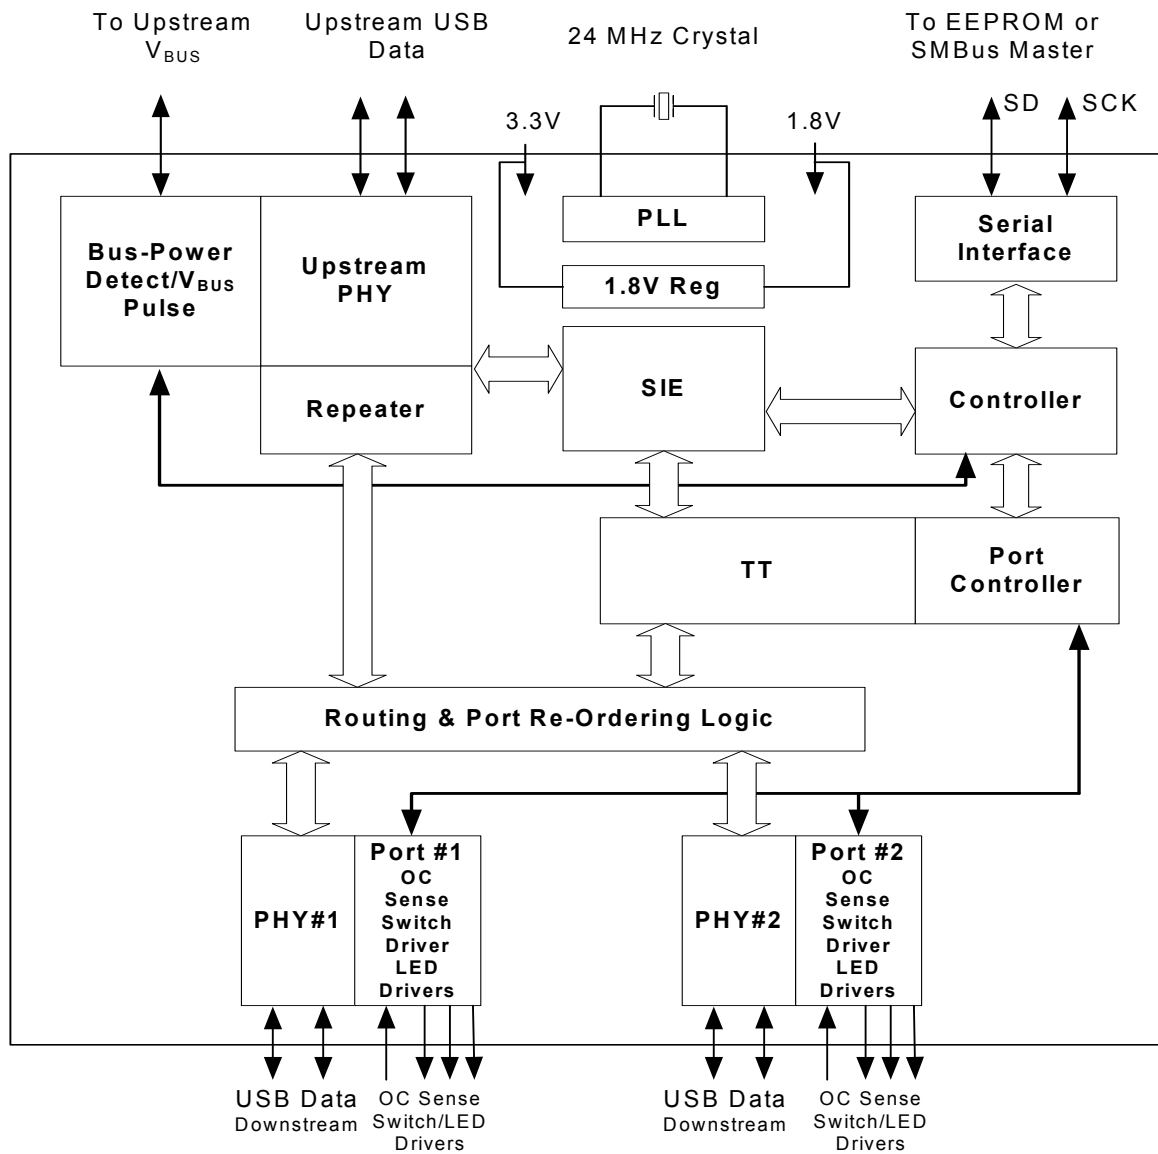 To Upstream
VBUS
Upstream USB
Data
24 MHz Crystal
To EEPROM or
SMBus Master
3.3V
1.8V
SD
SCK
Bus-Power
Detect/VBUS
Pulse
Upstream
PHY
PLL
1.8V Reg
Serial
Interface
Repeater
SIE
Controller
TT
Port
Controller
Routing & Port Re-Ordering Logic
PHY#1
Port #1
OC
Sense
Switch
Driver
LED
Drivers
PHY#2
Port #2
OC
Sense
Switch
Driver
LED
Drivers
USB Data
Downstream
OC Sense
Switch/LED
Drivers
USB Data
Downstream
OC Sense
Switch/LED
Drivers